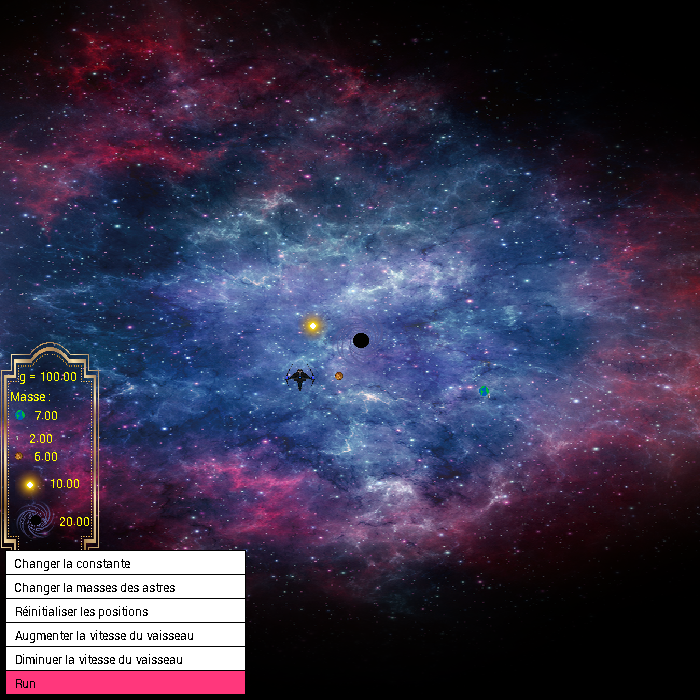 g = 100.00
Masse :
7.00
2.00
6.00
10.00
20.00
Changer la constante
Changer la masses des astres
Réinitialiser les positions
Augmenter la vitesse du vaisseau
Diminuer la vitesse du vaisseau
Run